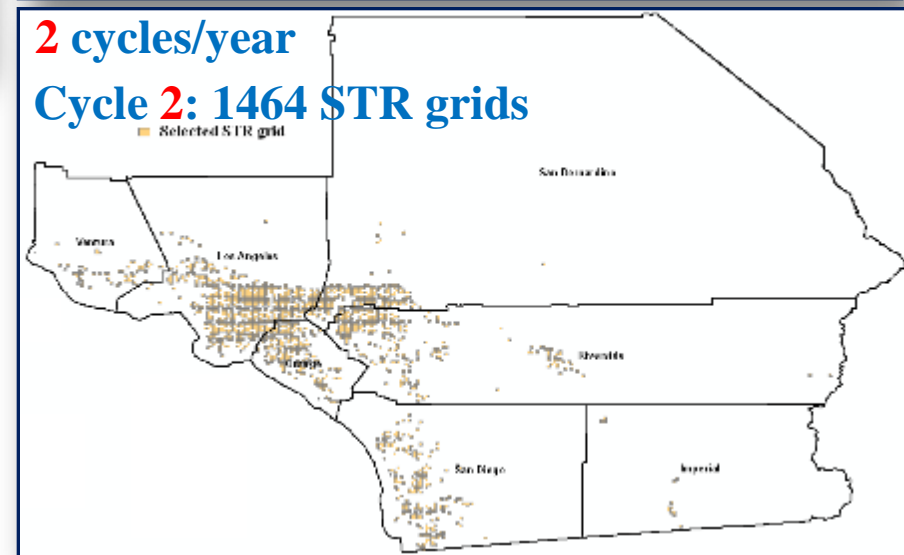 2 cycles/year
Cycle 2: 1464 STR grids
Selected STR grid
San Bernardino
Ventura
Los Angeles
Orange
Riverside
San Diego
Imperial